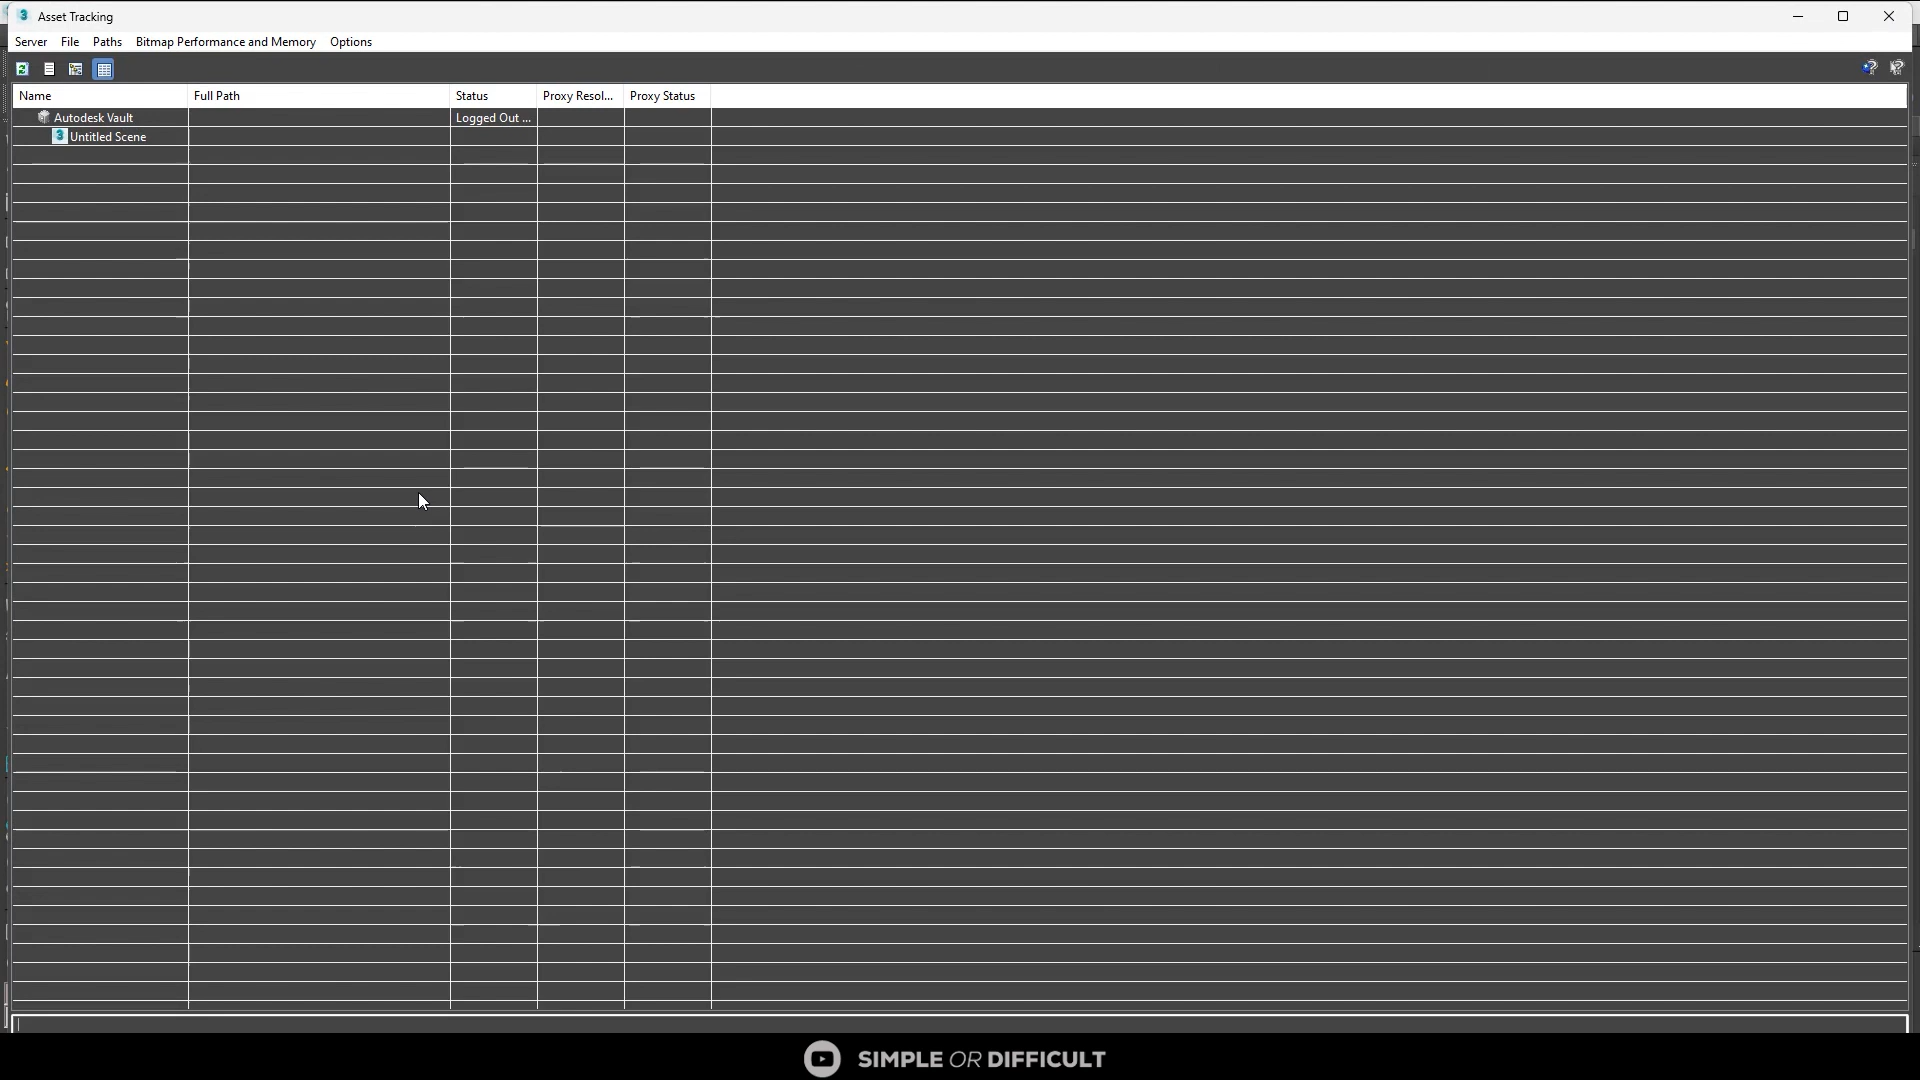 Asset Tracking
Server File Paths Bitmap Performance and Memory Options
Name Full Path Status Proxy Resol... Proxy Status
Autodesk Vault Logged Out ...
Untitled Scene
SIMPLE OR DIFFICULT